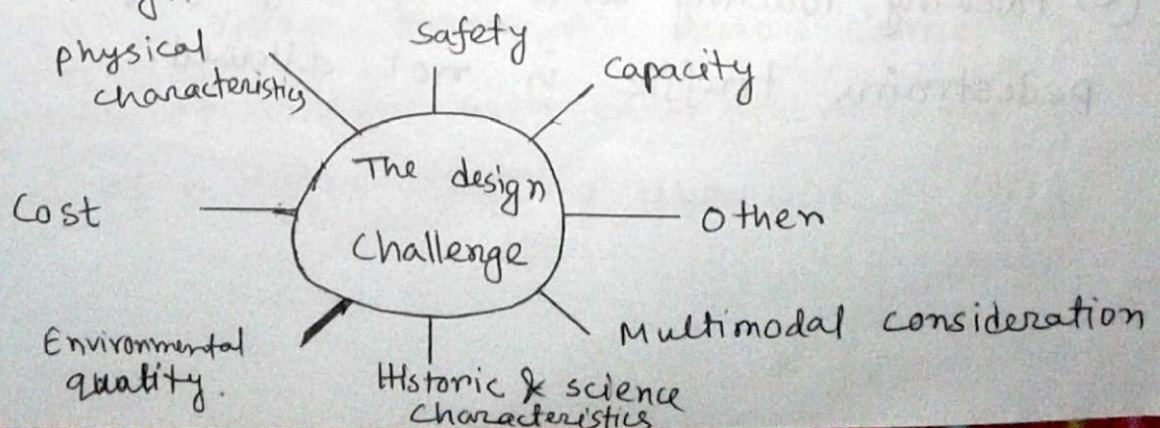 Safety
physical
characteristics
Capacity
The design
Challenge
Cost
Other
Environmental
quality.
Multimodal consideration
Historic & science
Characteristics